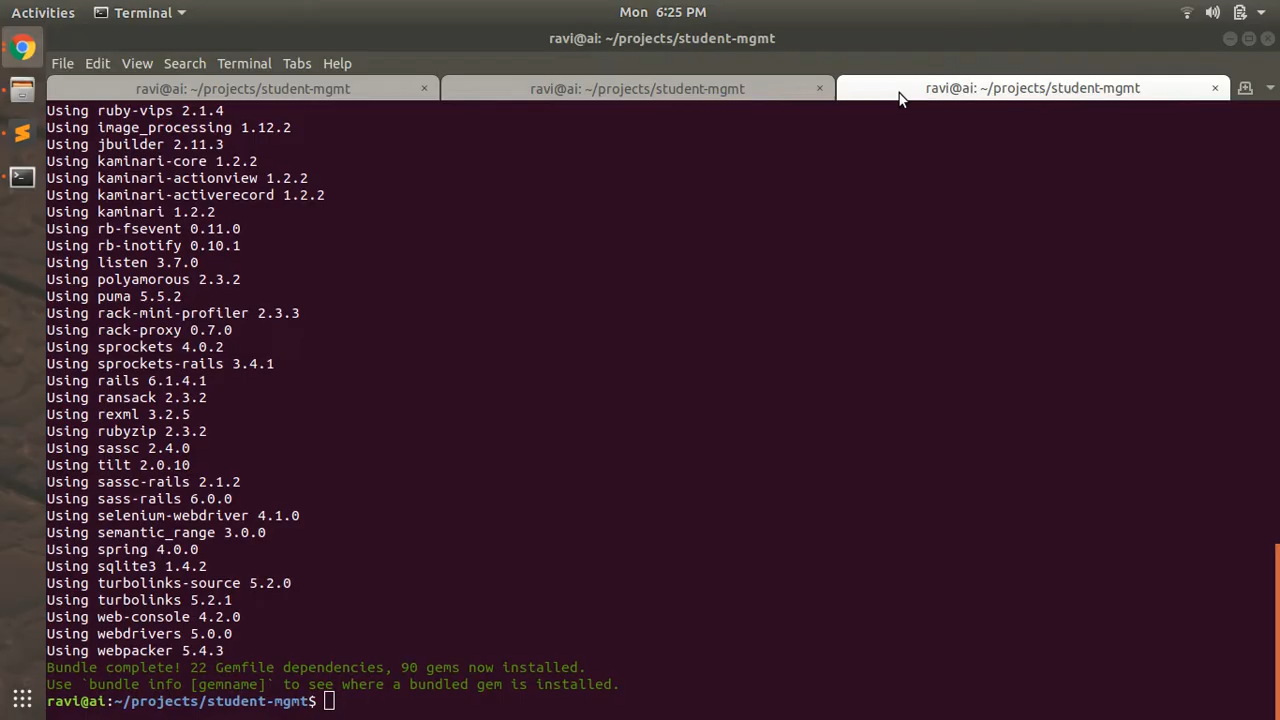 Activities Terminal Mon 6:25 PM
ravi@ai: ~/projects/student-mgmt
File Edit View Search Terminal Tabs Help
ravi@ai: ~/projects/student-mgmt × ravi@ai: ~/projects/student-mgmt × ravi@ai: ~/projects/student-mgmt ×
Using ruby-vips 2.1.4
Using image_processing 1.12.2
Using jbuilder 2.11.3
Using kaminari-core 1.2.2
Using kaminari-actionview 1.2.2
Using kaminari-activerecord 1.2.2
Using kaminari 1.2.2
Using rb-fsevent 0.11.0
Using rb-inotify 0.10.1
Using listen 3.7.0
Using polyamorous 2.3.2
Using puma 5.5.2
Using rack-mini-profiler 2.3.3
Using rack-proxy 0.7.0
Using sprockets 4.0.2
Using sprockets-rails 3.4.1
Using rails 6.1.4.1
Using ransack 2.3.2
Using rexml 3.2.5
Using rubyzip 2.3.2
Using sassc 2.4.0
Using tilt 2.0.10
Using sassc-rails 2.1.2
Using sass-rails 6.0.0
Using selenium-webdriver 4.1.0
Using semantic_range 3.0.0
Using spring 4.0.0
Using sqlite3 1.4.2
Using turbolinks-source 5.2.0
Using turbolinks 5.2.1
Using web-console 4.2.0
Using webdrivers 5.0.0
Using webpacker 5.4.3
Bundle complete! 22 Gemfile dependencies, 90 gems now installed.
Use `bundle info [gemname]` to see where a bundled gem is installed.
ravi@ai:~/projects/student-mgmt$